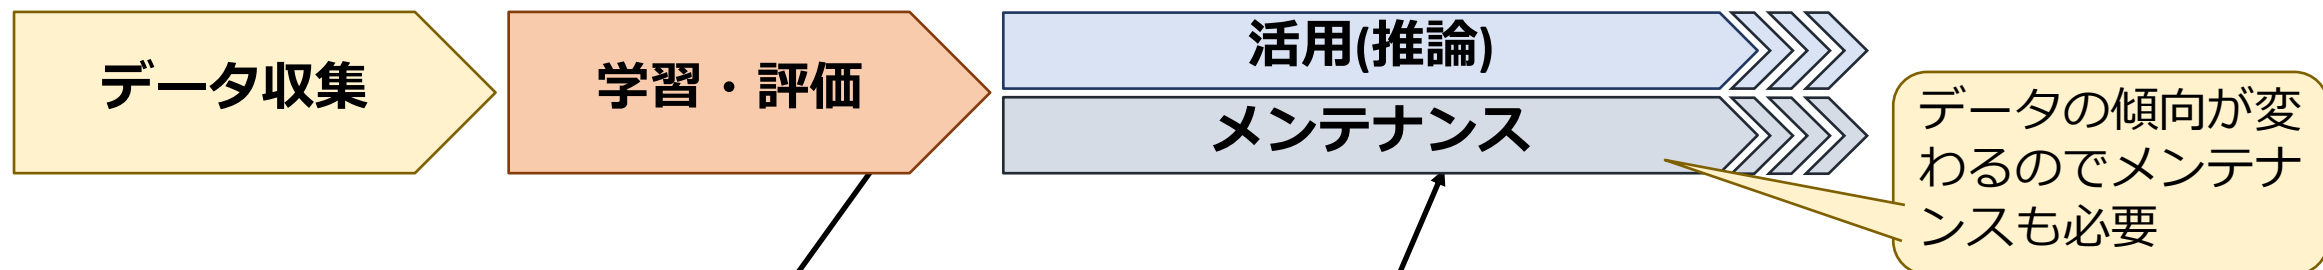 データ収集
学習・評価
活用(推論)
メンテナンス
データの傾向が変
わるのでメンテナ
ンスも必要